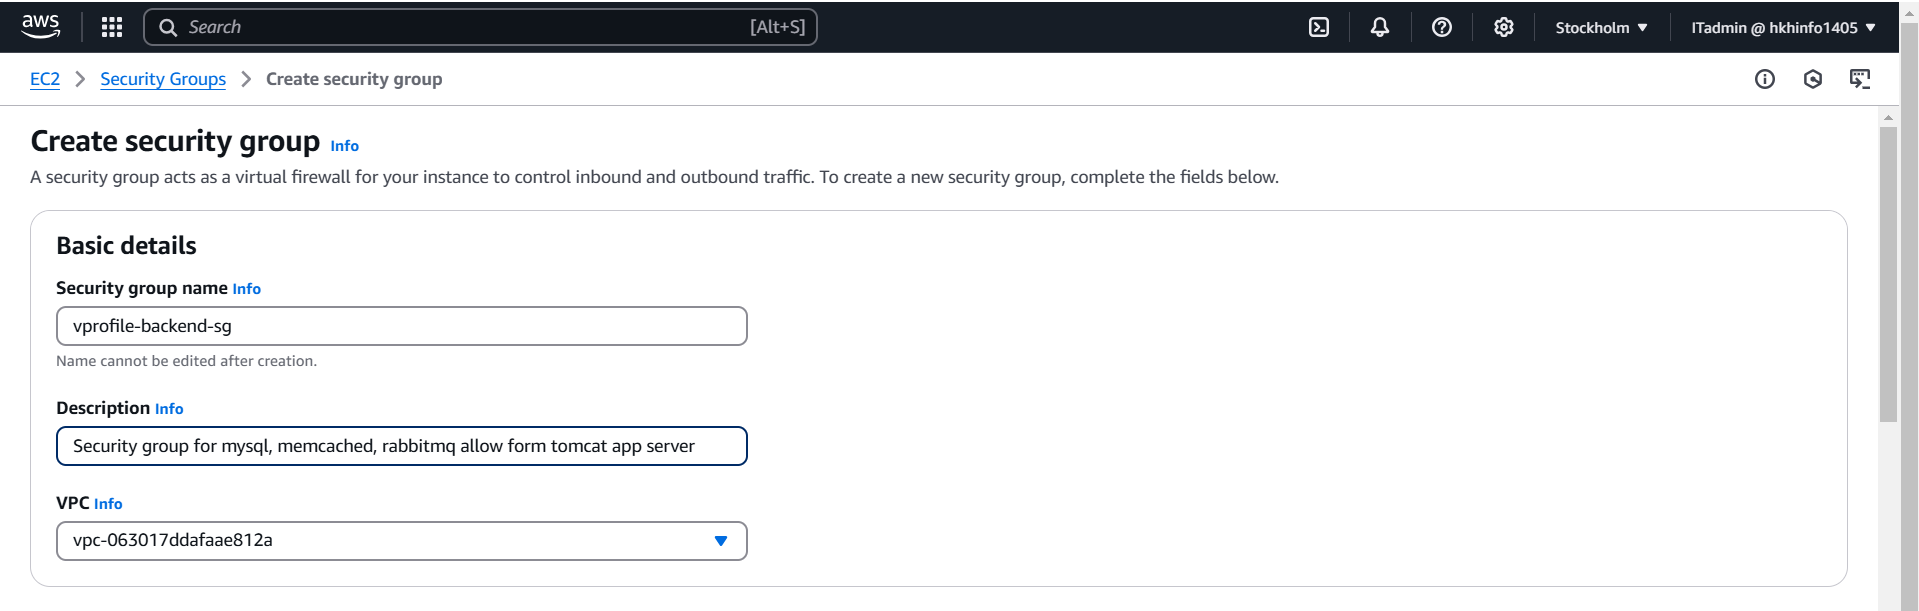 aws Search [Alt+S] Stockholm ITadmin @ hkhinfo1405
EC2 > Security Groups > Create security group
Create security group Info
A security group acts as a virtual firewall for your instance to control inbound and outbound traffic. To create a new security group, complete the fields below.
Basic details
Security group name Info
vprofile-backend-sg
Name cannot be edited after creation.
Description Info
Security group for mysql, memcached, rabbitmq allow form tomcat app server
VPC Info
vpc-063017ddafaae812a